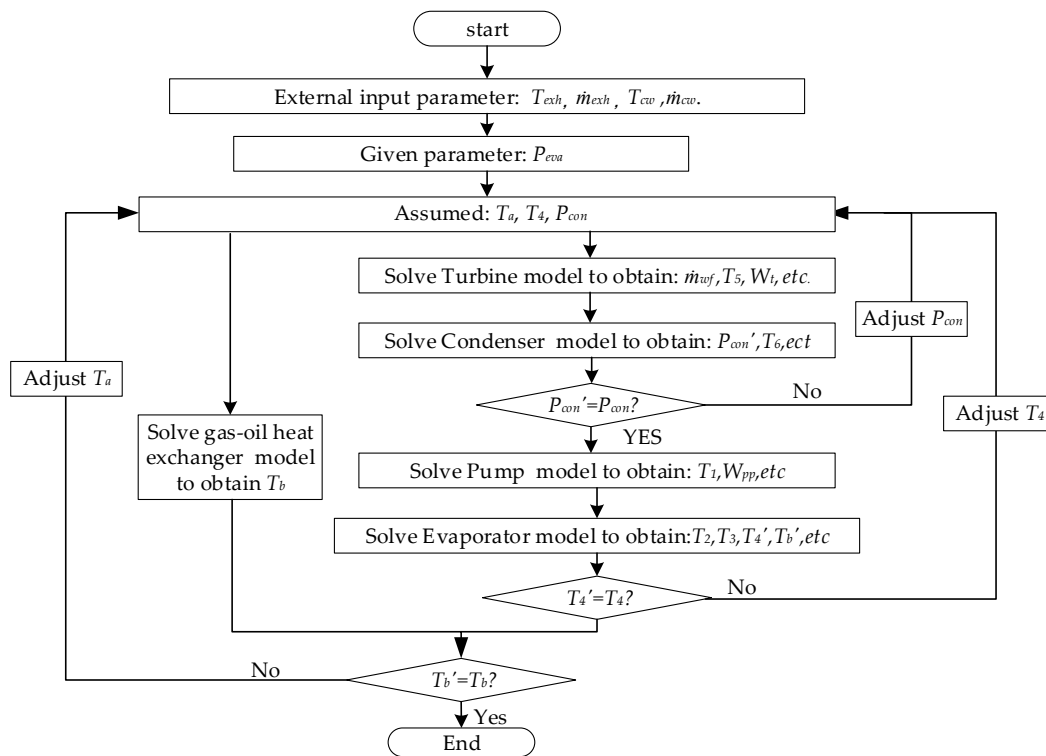 start
External input parameter: Texh, ṁexh, Tcw ,ṁcw.
Given parameter: Peva
Assumed: Ta, T4, Pcon
Solve Turbine model to obtain: ṁwf,T5, Wt, etc.
Adjust Pcon
Solve Condenser model to obtain: Pcon',T6,ect
Adjust Ta
No
Pcon'=Pcon?
Adjust T4
YES
Solve gas-oil heat
exchanger model
to obtain Tb
Solve Pump model to obtain: T1,Wpp,etc
Solve Evaporator model to obtain:T2,T3,T4',Tb',etc
No
T4'=T4?
No
Tb'=Tb?
Yes
End